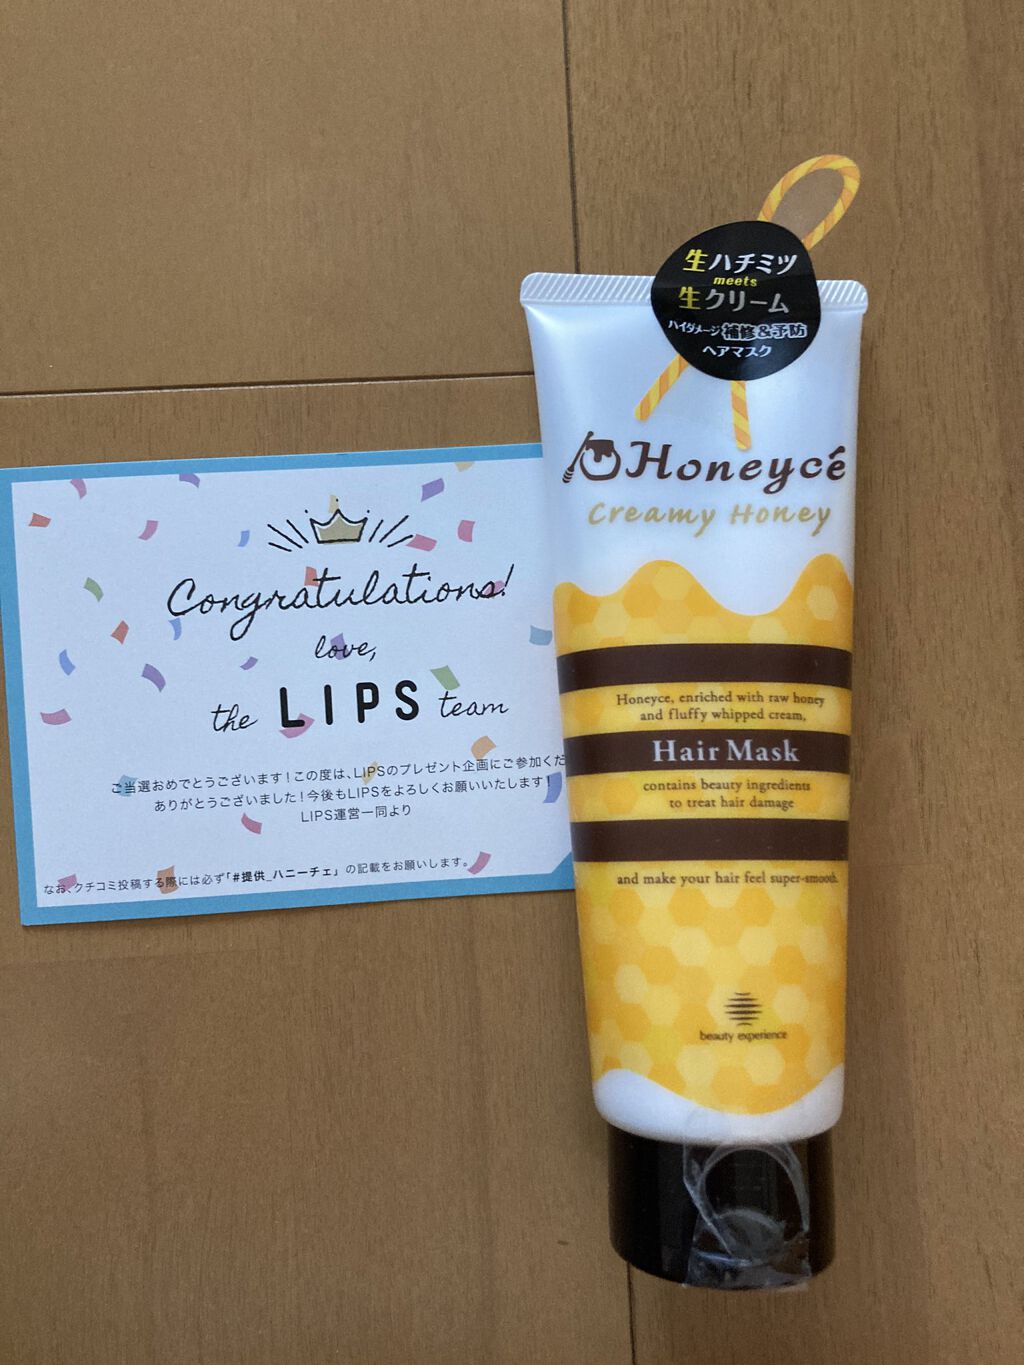 Congratulations!
love,
the LIPS team
ご当選おめでとうございます！この度は、LIPSのプレゼント企画にご参加くだ
ありがとうございました！今後もLIPSをよろしくお願いいたします！
LIPS運営一同より
なお、クチコミ投稿する際には必ず「#提供_ハニーチェ」の記載をお願いします。
生ハチミツ
meets
生クリーム
ハイダメージ補修&予防
ヘアマスク
Honeycé
Creamy Honey
Honeyce, enriched with raw honey
and fluffy whipped cream,
Hair Mask
contains beauty ingredients
to treat hair damage
and make your hair feel super-smooth.
beauty experience